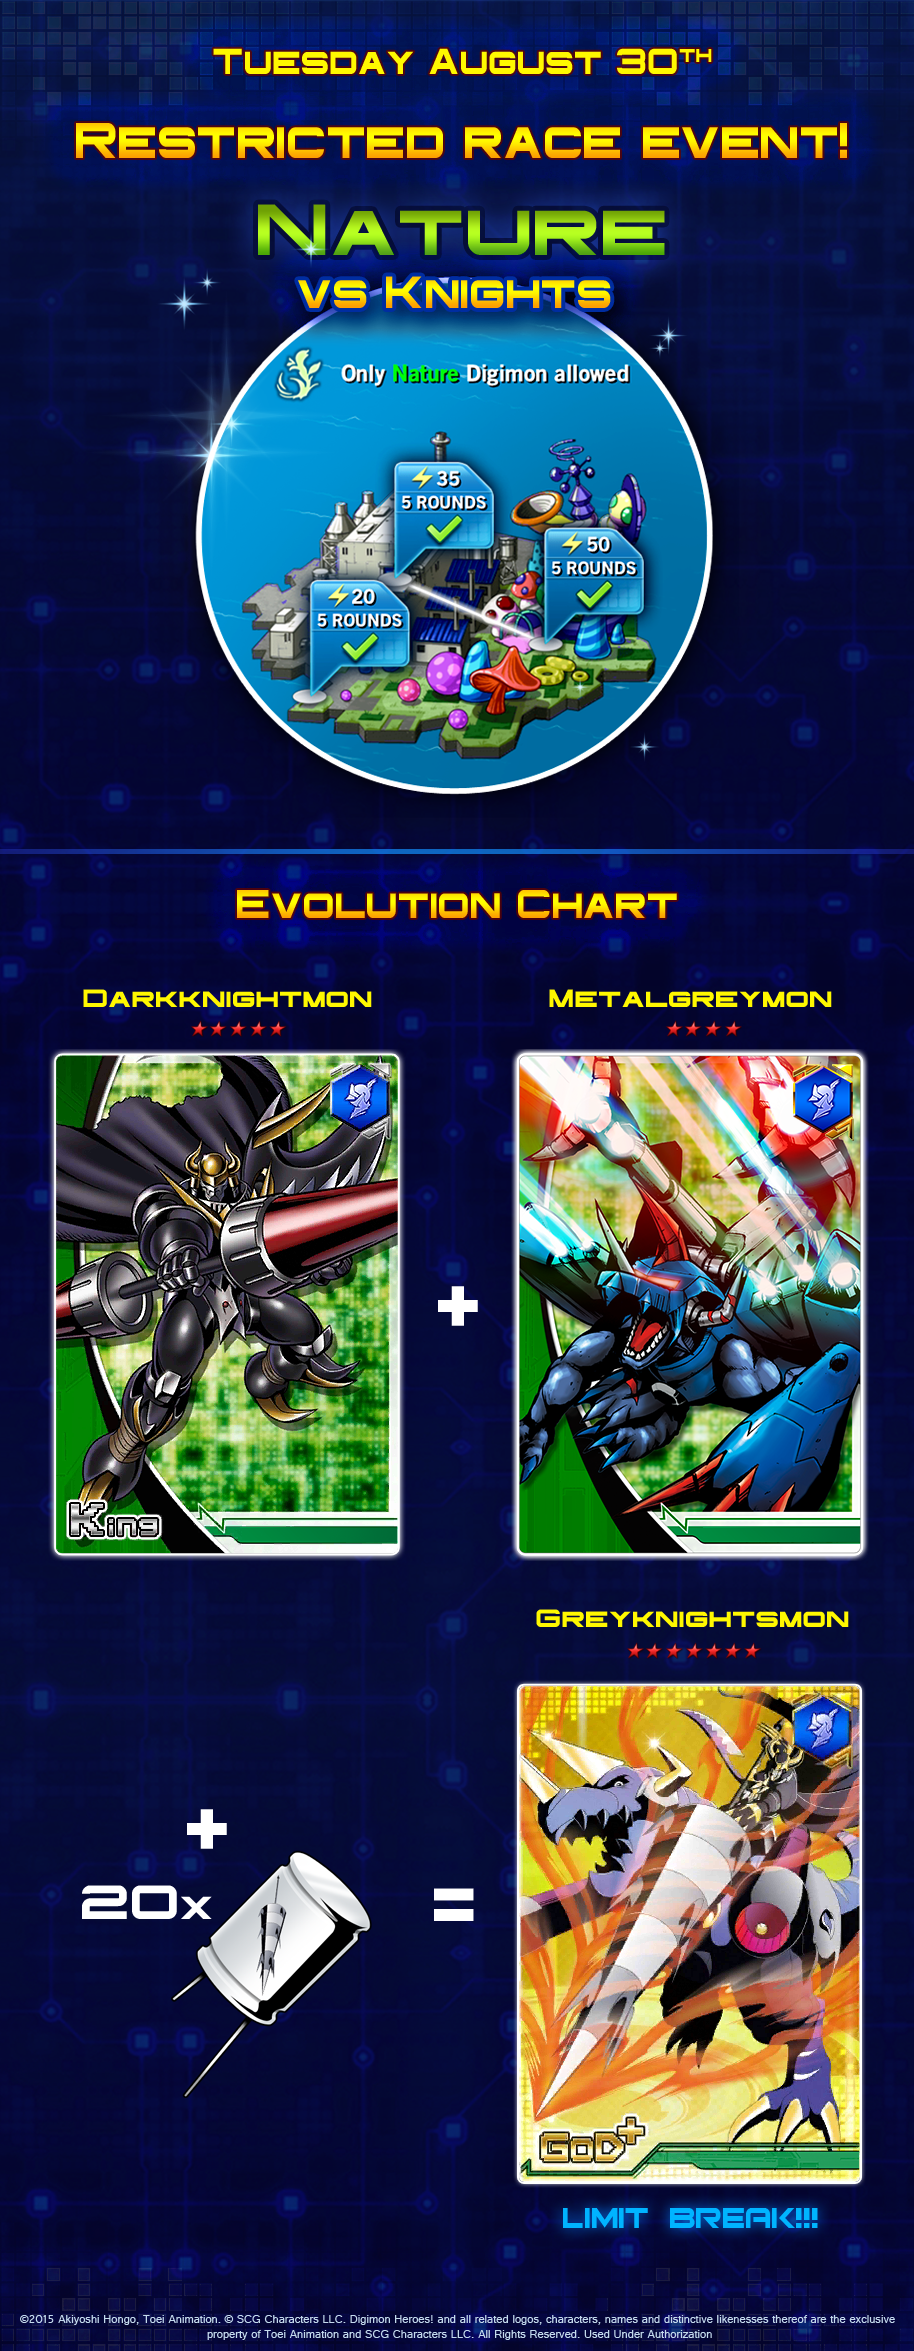 Tuesday August 30th
Restricted race event!
Nature
vs Knights
Only Nature Digimon allowed
35
5 ROUNDS
50
5 ROUNDS
20
5 ROUNDS
Evolution Chart
Darkknightmon
Metalgreymon
King
Greyknightsmon
20x
GoD+
LIMIT BREAK!!!
©2015 Akiyoshi Hongo, Toei Animation. © SCG Characters LLC. Digimon Heroes! and all related logos, characters, names and distinctive likenesses thereof are the exclusive
property of Toei Animation and SCG Characters LLC. All Rights Reserved. Used Under Authorization